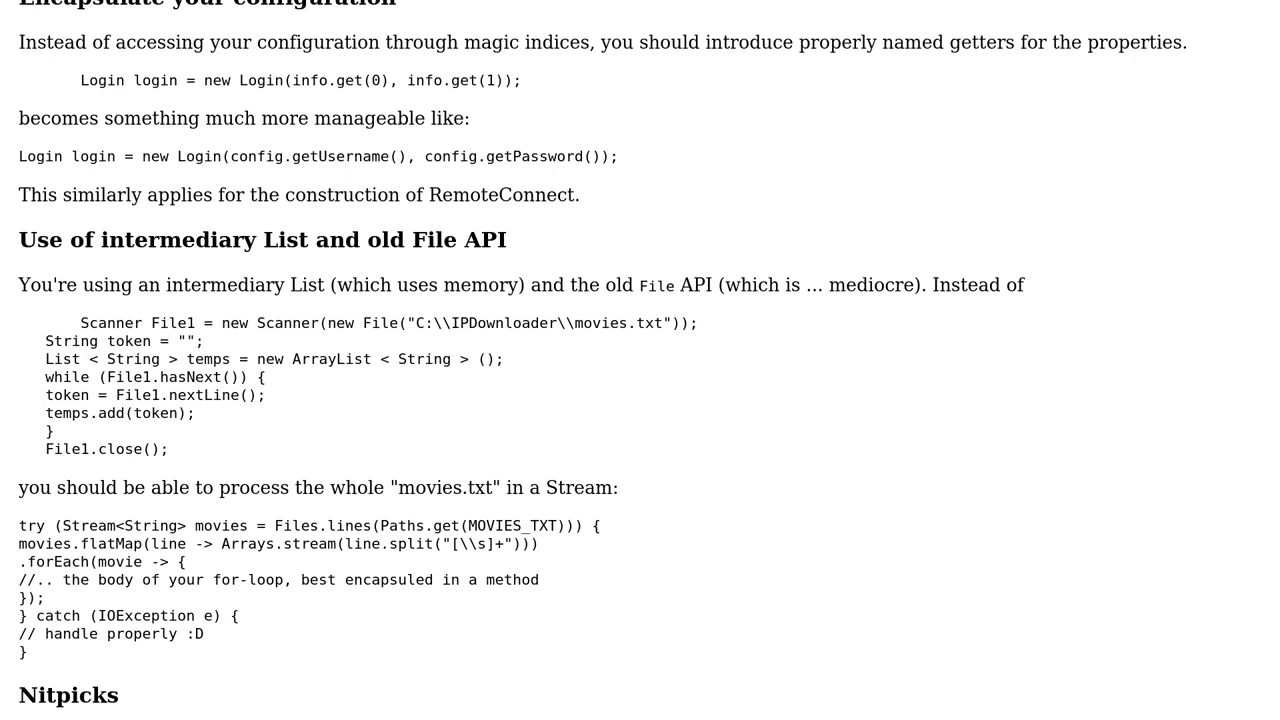 Encapsulate your configuration
Instead of accessing your configuration through magic indices, you should introduce properly named getters for the properties.
Login login = new Login(info.get(0), info.get(1));
becomes something much more manageable like:
Login login = new Login(config.getUsername(), config.getPassword());
This similarly applies for the construction of RemoteConnect.
Use of intermediary List and old File API
You're using an intermediary List (which uses memory) and the old File API (which is ... mediocre). Instead of
Scanner File1 = new Scanner(new File("C:\\IPDownloader\\movies.txt"));
String token = "";
List < String > temps = new ArrayList < String > ();
while (File1.hasNext()) {
token = File1.nextLine();
temps.add(token);
}
File1.close();
you should be able to process the whole "movies.txt" in a Stream:
try (Stream<String> movies = Files.lines(Paths.get(MOVIES_TXT))) {
movies.flatMap(line -> Arrays.stream(line.split("[\\s]+")))
.forEach(movie -> {
//.. the body of your for-loop, best encapsuled in a method
});
} catch (IOException e) {
// handle properly :D
}
Nitpicks